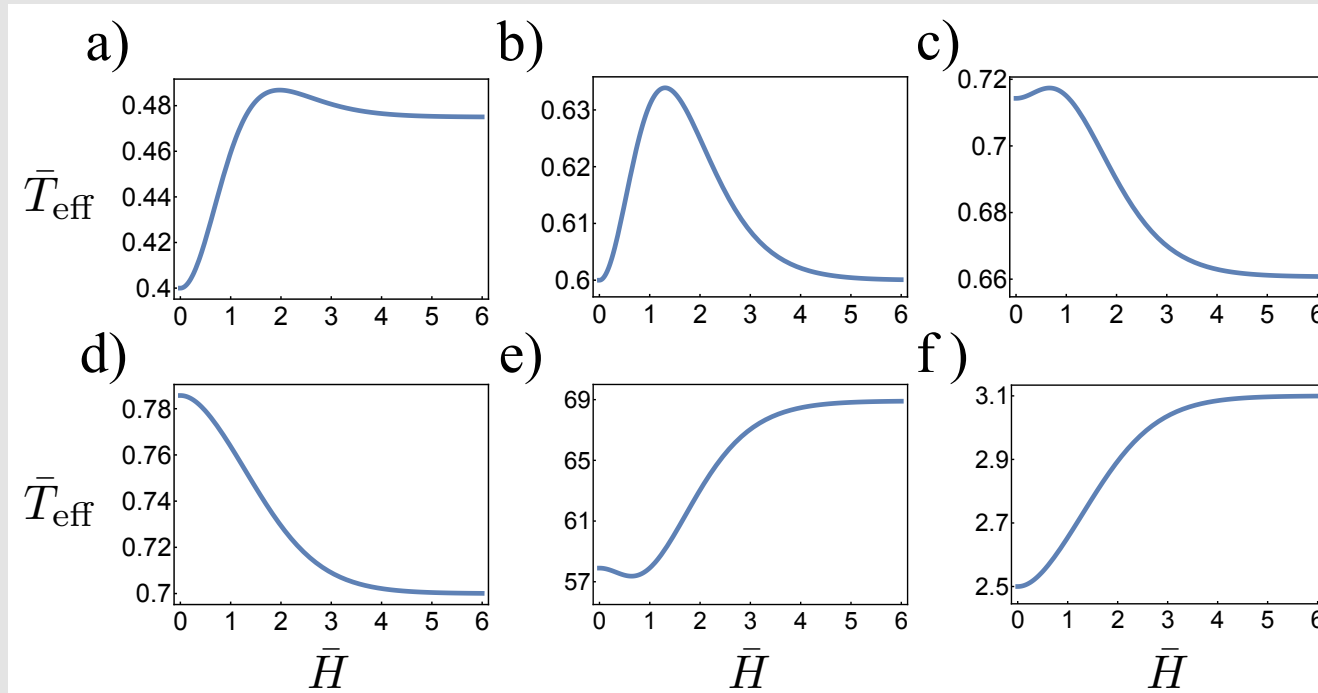 a) b) c)
0.48 0.46 0.44 0.42 0.4
0 1 2 3 4 5 6
0.63 0.62 0.61 0.6
0 1 2 3 4 5 6
0.72 0.7 0.68 0.66
0 1 2 3 4 5 6
T̄eff
d) e) f )
0.78 0.76 0.74 0.72 0.7
0 1 2 3 4 5 6
69 65 61 57
0 1 2 3 4 5 6
3.1 2.9 2.7 2.5
0 1 2 3 4 5 6
T̄eff
H̄ H̄ H̄